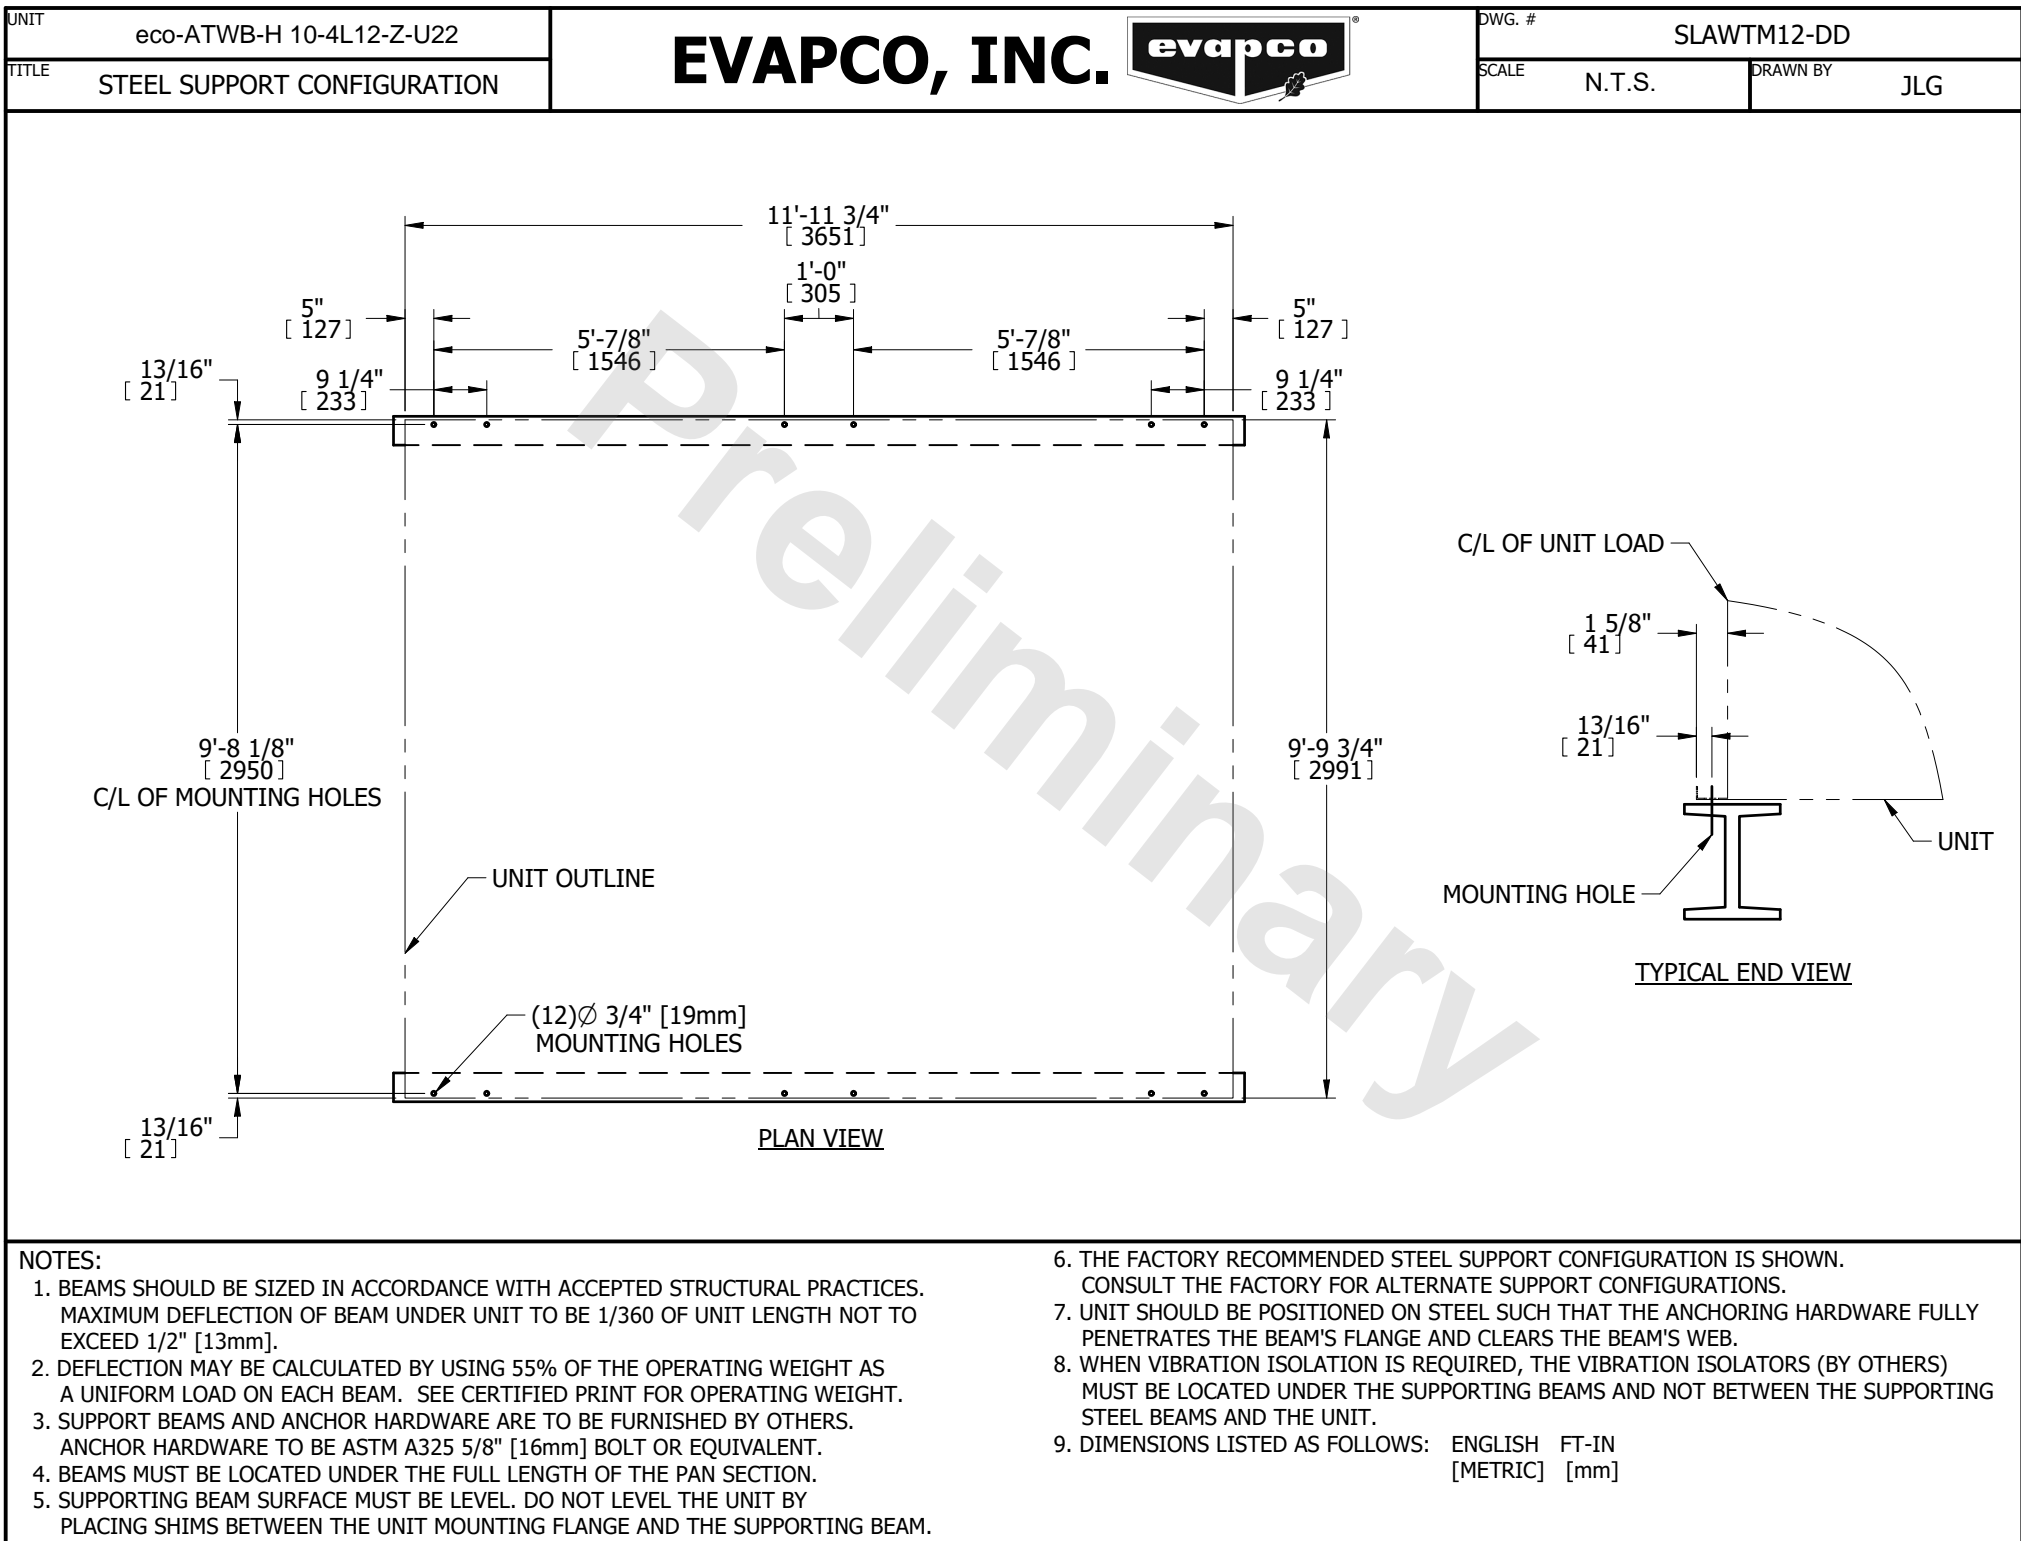 UNIT
eco-ATWB-H 10-4L12-Z-U22
TITLE
STEEL SUPPORT CONFIGURATION
EVAPCO, INC.
evapco
®
DWG. #
SLAWTM12-DD
SCALE
N.T.S.
DRAWN BY
JLG
11'-11 3/4"
[ 3651 ]
1'-0"
[ 305 ]
5"
[ 127 ]
5"
[ 127 ]
5'-7/8"
[ 1546 ]
5'-7/8"
[ 1546 ]
13/16"
[ 21 ]
9 1/4"
[ 233 ]
9 1/4"
[ 233 ]
Preliminary
C/L OF UNIT LOAD
1 5/8"
[ 41 ]
13/16"
[ 21 ]
9'-8 1/8"
[ 2950 ]
C/L OF MOUNTING HOLES
9'-9 3/4"
[ 2991 ]
UNIT
MOUNTING HOLE
TYPICAL END VIEW
UNIT OUTLINE
(12)∅ 3/4" [19mm]
MOUNTING HOLES
13/16"
[ 21 ]
PLAN VIEW
NOTES:
1. BEAMS SHOULD BE SIZED IN ACCORDANCE WITH ACCEPTED STRUCTURAL PRACTICES.
MAXIMUM DEFLECTION OF BEAM UNDER UNIT TO BE 1/360 OF UNIT LENGTH NOT TO
EXCEED 1/2" [13mm].
2. DEFLECTION MAY BE CALCULATED BY USING 55% OF THE OPERATING WEIGHT AS
A UNIFORM LOAD ON EACH BEAM. SEE CERTIFIED PRINT FOR OPERATING WEIGHT.
3. SUPPORT BEAMS AND ANCHOR HARDWARE ARE TO BE FURNISHED BY OTHERS.
ANCHOR HARDWARE TO BE ASTM A325 5/8" [16mm] BOLT OR EQUIVALENT.
4. BEAMS MUST BE LOCATED UNDER THE FULL LENGTH OF THE PAN SECTION.
5. SUPPORTING BEAM SURFACE MUST BE LEVEL. DO NOT LEVEL THE UNIT BY
PLACING SHIMS BETWEEN THE UNIT MOUNTING FLANGE AND THE SUPPORTING BEAM.
6. THE FACTORY RECOMMENDED STEEL SUPPORT CONFIGURATION IS SHOWN.
CONSULT THE FACTORY FOR ALTERNATE SUPPORT CONFIGURATIONS.
7. UNIT SHOULD BE POSITIONED ON STEEL SUCH THAT THE ANCHORING HARDWARE FULLY
PENETRATES THE BEAM'S FLANGE AND CLEARS THE BEAM'S WEB.
8. WHEN VIBRATION ISOLATION IS REQUIRED, THE VIBRATION ISOLATORS (BY OTHERS)
MUST BE LOCATED UNDER THE SUPPORTING BEAMS AND NOT BETWEEN THE SUPPORTING
STEEL BEAMS AND THE UNIT.
9. DIMENSIONS LISTED AS FOLLOWS: ENGLISH FT-IN
[METRIC] [mm]